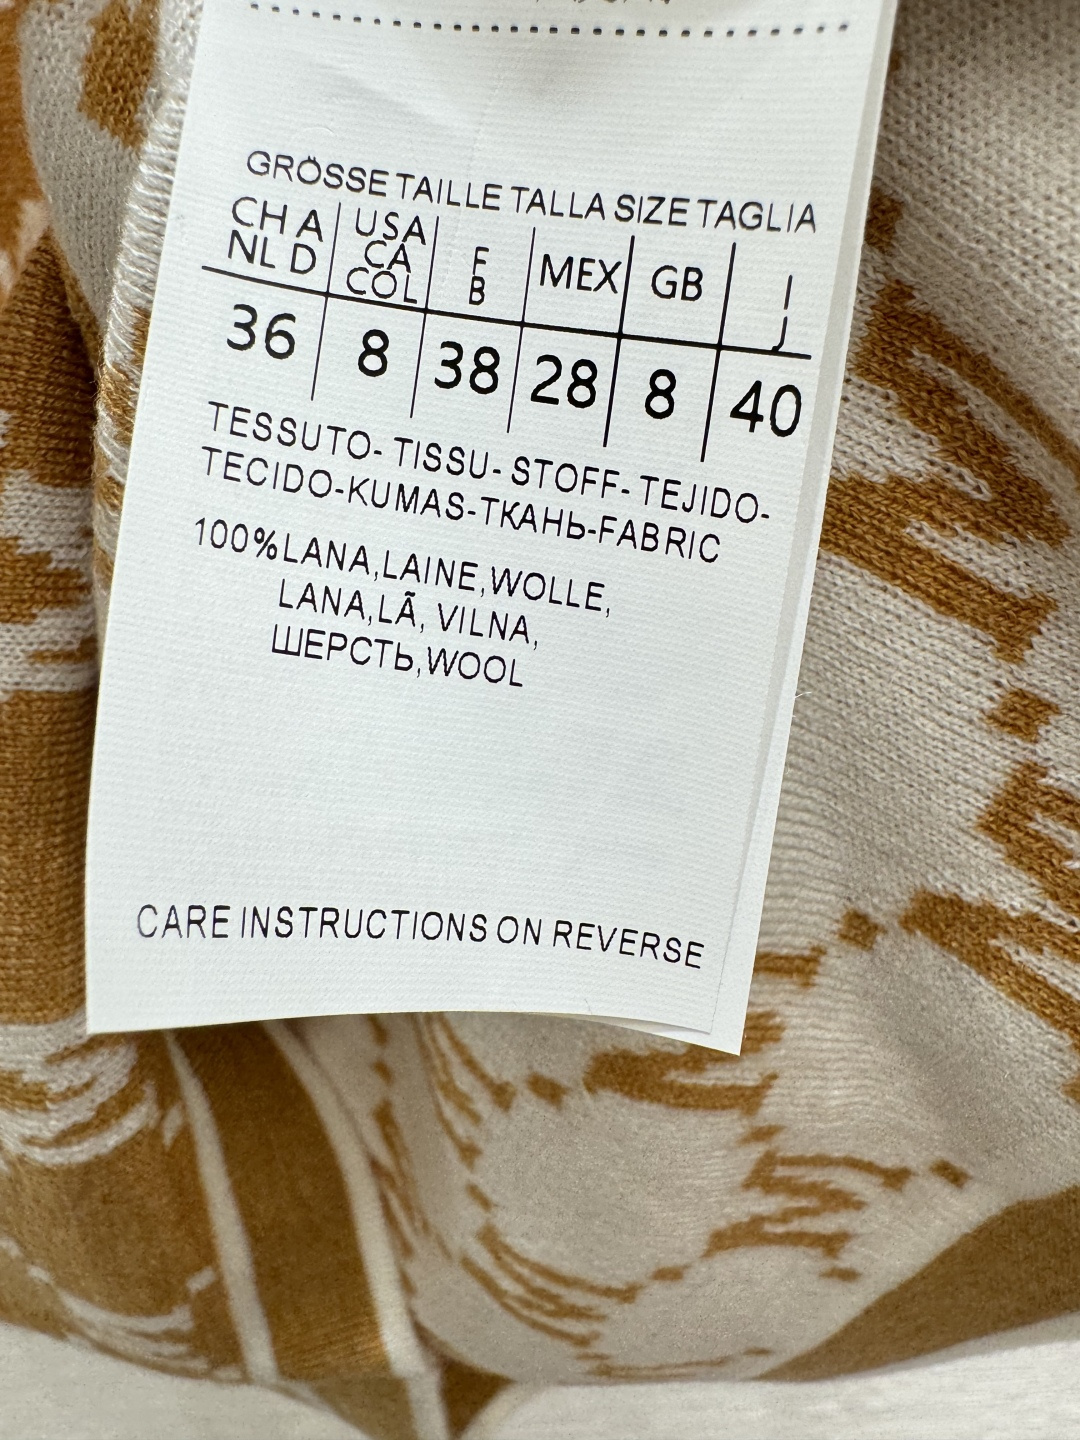 GRÖSSE TAILLE TALLA SIZE TAGLIA
CH A NL D USA CA COL F B MEX GB I J
36 8 38 28 8 40
TESSUTO- TISSU- STOFF- TEJIDO-
TECIDO-KUMAS-ТКАНЬ-FABRIC
100%LANA,LAINE,WOLLE,
LANA,LÃ, VILNA,
ШЕРСТЬ,WOOL
CARE INSTRUCTIONS ON REVERSE